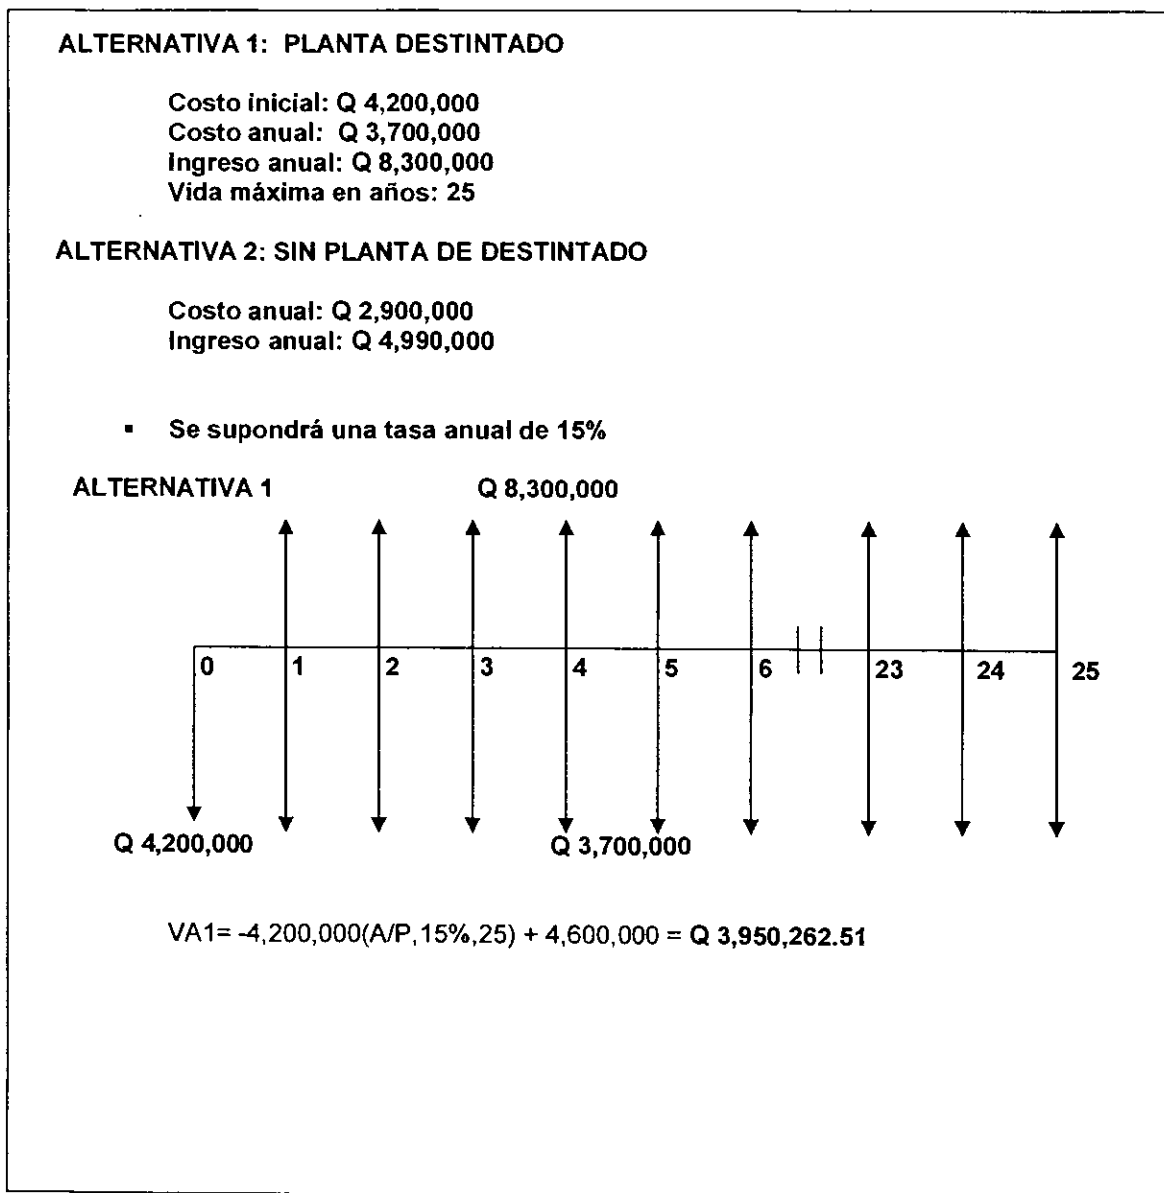 ALTERNATIVA 1: PLANTA DESTINTADO
Costo inicial: Q 4,200,000
Costo anual: Q 3,700,000
Ingreso anual: Q 8,300,000
Vida máxima en años: 25
ALTERNATIVA 2: SIN PLANTA DE DESTINTADO
Costo anual: Q 2,900,000
Ingreso anual: Q 4,990,000
▪ Se supondrá una tasa anual de 15%
ALTERNATIVA 1 Q 8,300,000
0 1 2 3 4 5 6 23 24 25
Q 4,200,000 Q 3,700,000
VA1= -4,200,000(A/P,15%,25) + 4,600,000 = Q 3,950,262.51